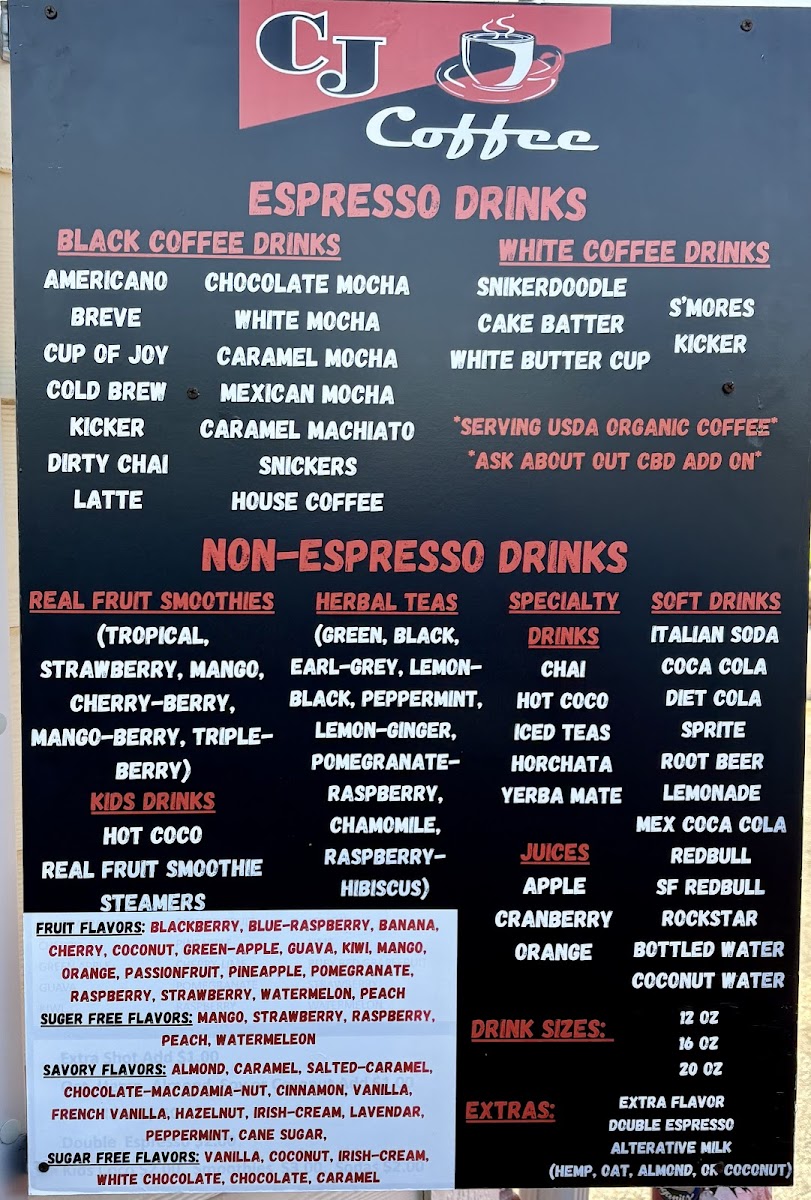 CJ
Coffee
ESPRESSO DRINKS
BLACK COFFEE DRINKS
AMERICANO
BREVE
CUP OF JOY
COLD BREW
KICKER
DIRTY CHAI
LATTE
CHOCOLATE MOCHA
WHITE MOCHA
CARAMEL MOCHA
MEXICAN MOCHA
CARAMEL MACHIATO
SNICKERS
HOUSE COFFEE
WHITE COFFEE DRINKS
SNIKERDOODLE
CAKE BATTER
WHITE BUTTER CUP
S'MORES
KICKER
*SERVING USDA ORGANIC COFFEE*
*ASK ABOUT OUT CBD ADD ON*
NON-ESPRESSO DRINKS
REAL FRUIT SMOOTHIES
(TROPICAL,
STRAWBERRY, MANGO,
CHERRY-BERRY,
MANGO-BERRY, TRIPLE-
BERRY)
KIDS DRINKS
HOT COCO
REAL FRUIT SMOOTHIE
STEAMERS
HERBAL TEAS
(GREEN, BLACK,
EARL-GREY, LEMON-
BLACK, PEPPERMINT,
LEMON-GINGER,
POMEGRANATE-
RASPBERRY,
CHAMOMILE,
RASPBERRY-
HIBISCUS)
SPECIALTY
DRINKS
CHAI
HOT COCO
ICED TEAS
HORCHATA
YERBA MATE
JUICES
APPLE
CRANBERRY
ORANGE
SOFT DRINKS
ITALIAN SODA
COCA COLA
DIET COLA
SPRITE
ROOT BEER
LEMONADE
MEX COCA COLA
REDBULL
SF REDBULL
ROCKSTAR
BOTTLED WATER
COCONUT WATER
FRUIT FLAVORS: BLACKBERRY, BLUE-RASPBERRY, BANANA,
CHERRY, COCONUT, GREEN-APPLE, GUAVA, KIWI, MANGO,
ORANGE, PASSIONFRUIT, PINEAPPLE, POMEGRANATE,
RASPBERRY, STRAWBERRY, WATERMELON, PEACH
SUGER FREE FLAVORS: MANGO, STRAWBERRY, RASPBERRY,
PEACH, WATERMELEON
Extra Shot Add $1.00
SAVORY FLAVORS: ALMOND, CARAMEL, SALTED-CARAMEL,
CHOCOLATE-MACADAMIA-NUT, CINNAMON, VANILLA,
FRENCH VANILLA, HAZELNUT, IRISH-CREAM, LAVENDAR,
PEPPERMINT, CANE SUGAR,
SUGAR FREE FLAVORS: VANILLA, COCONUT, IRISH-CREAM,
WHITE CHOCOLATE, CHOCOLATE, CARAMEL
DRINK SIZES:
12 OZ
16 OZ
20 OZ
EXTRAS:
EXTRA FLAVOR
DOUBLE ESPRESSO
ALTERATIVE MILK
(HEMP, OAT, ALMOND, OR COCONUT)